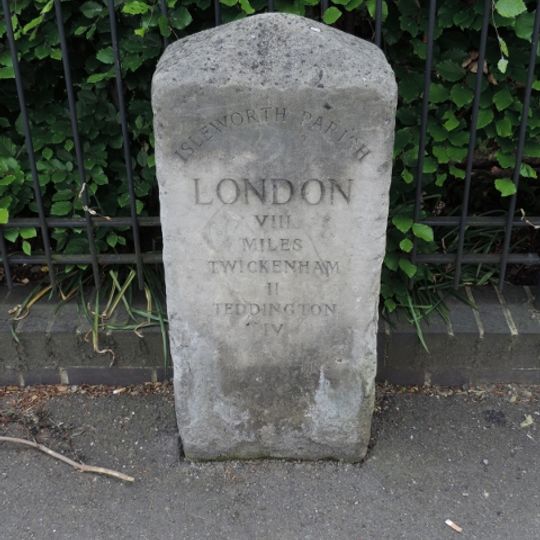 ISLEWORTH PARISH
LONDON
VIII
MILES
TWICKENHAM
II
TEDDINGTON
IV